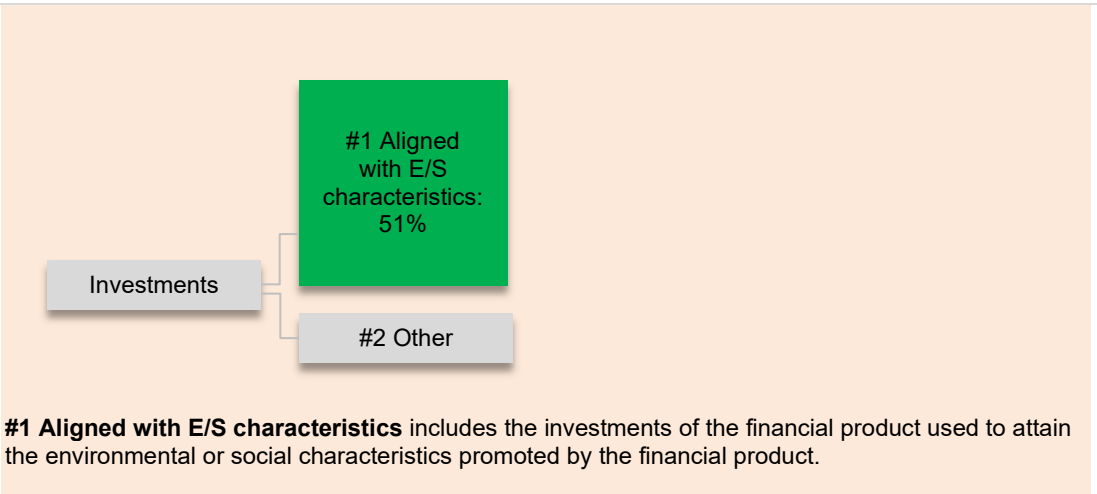 #1 Aligned
with E/S
characteristics:
51%
Investments
#2 Other
#1 Aligned with E/S characteristics includes the investments of the financial product used to attain
the environmental or social characteristics promoted by the financial product.